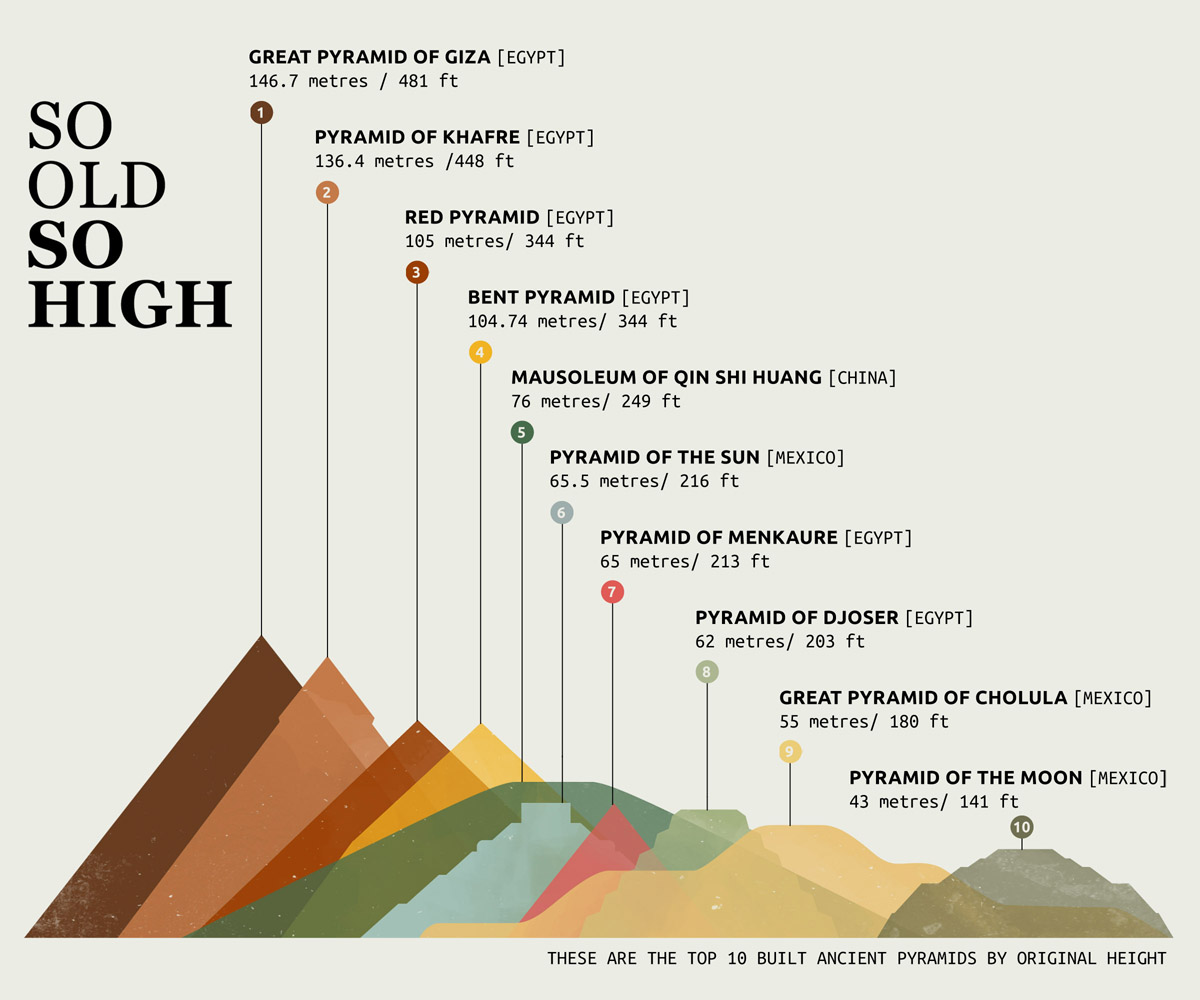 SO
OLD
SO
HIGH
GREAT PYRAMID OF GIZA [EGYPT]
146.7 metres / 481 ft
1
PYRAMID OF KHAFRE [EGYPT]
136.4 metres /448 ft
2
RED PYRAMID [EGYPT]
105 metres/ 344 ft
3
BENT PYRAMID [EGYPT]
104.74 metres/ 344 ft
4
MAUSOLEUM OF QIN SHI HUANG [CHINA]
76 metres/ 249 ft
5
PYRAMID OF THE SUN [MEXICO]
65.5 metres/ 216 ft
6
PYRAMID OF MENKAURE [EGYPT]
65 metres/ 213 ft
7
PYRAMID OF DJOSER [EGYPT]
62 metres/ 203 ft
8
GREAT PYRAMID OF CHOLULA [MEXICO]
55 metres/ 180 ft
9
PYRAMID OF THE MOON [MEXICO]
43 metres/ 141 ft
10
THESE ARE THE TOP 10 BUILT ANCIENT PYRAMIDS BY ORIGINAL HEIGHT